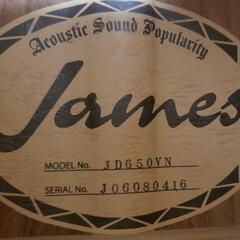 Acoustic Sound Popularity
James
MODEL No. JD650VN
SERIAL No. J06080416